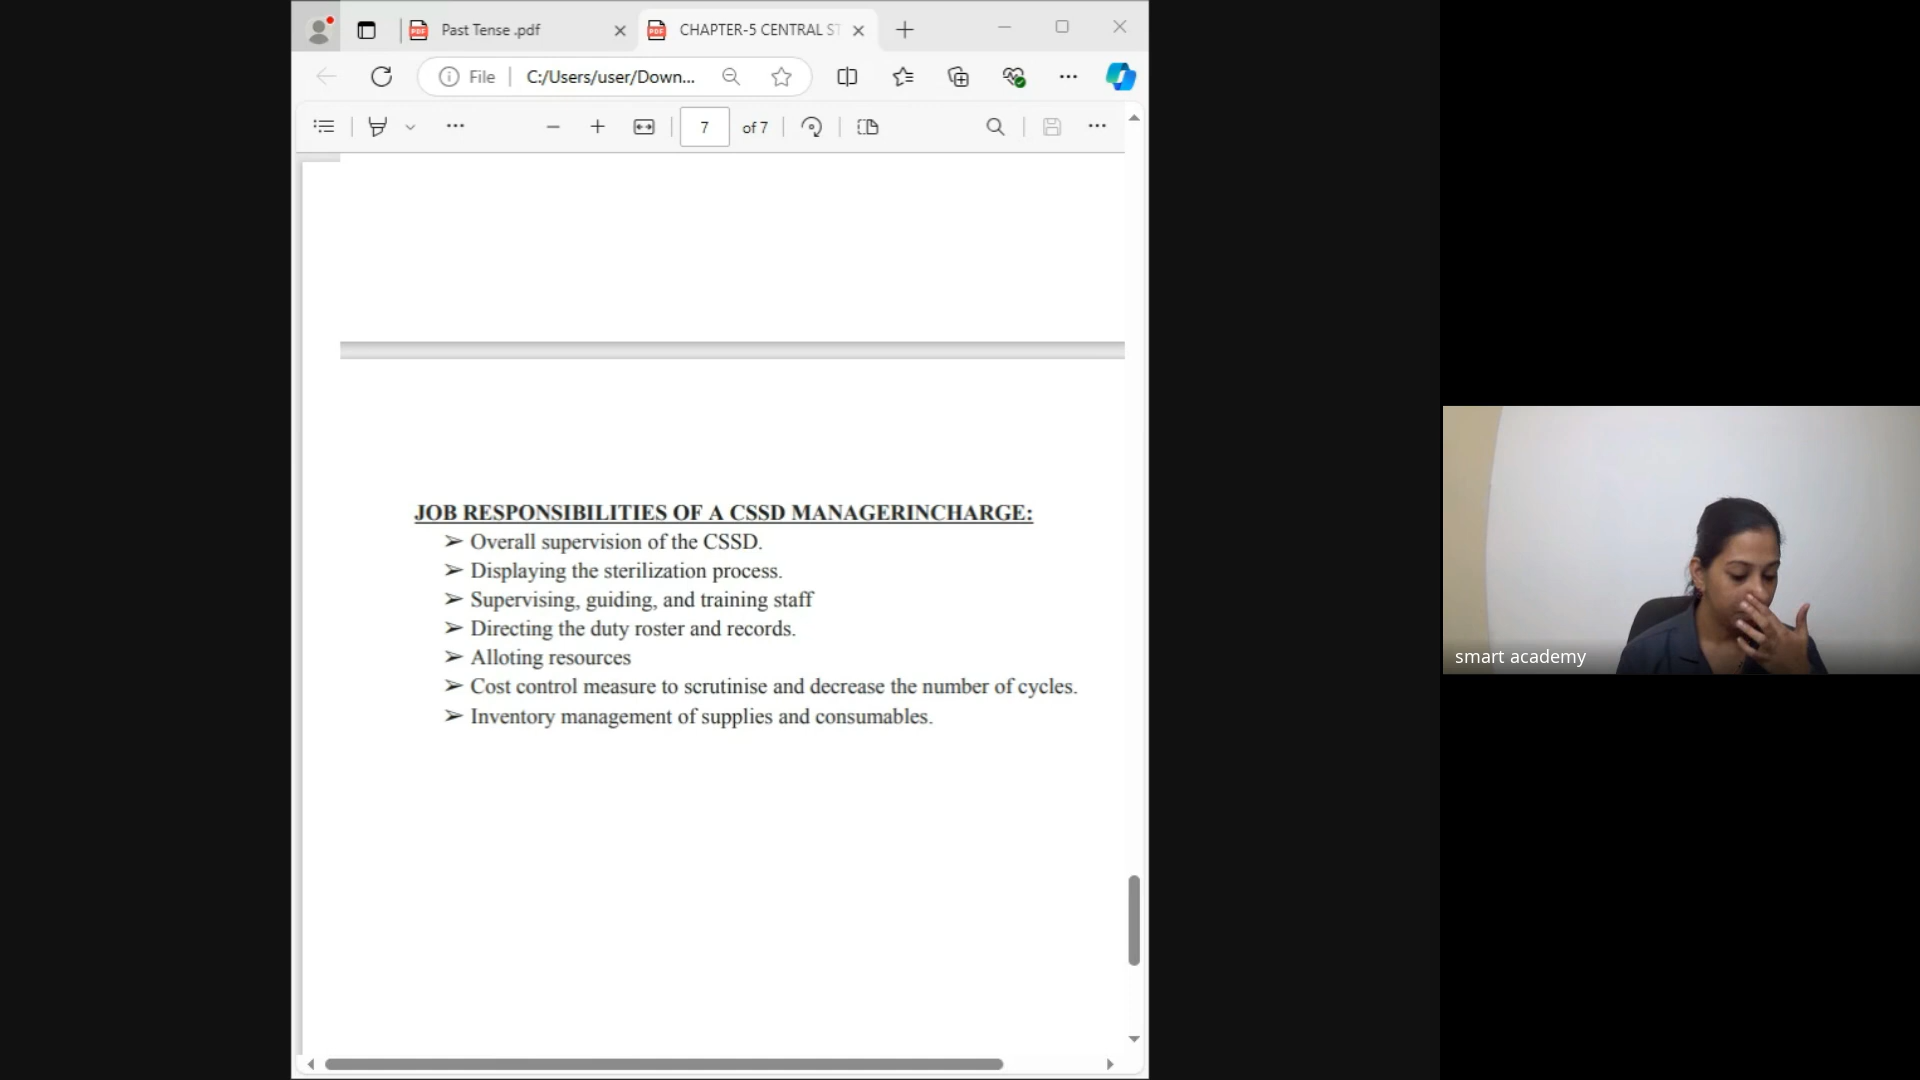 Past Tense .pdf
CHAPTER-5 CENTRAL ST
File
C:/Users/user/Down...
7
of 7
JOB RESPONSIBILITIES OF A CSSD MANAGERINCHARGE:
➢ Overall supervision of the CSSD.
➢ Displaying the sterilization process.
➢ Supervising, guiding, and training staff
➢ Directing the duty roster and records.
➢ Alloting resources
➢ Cost control measure to scrutinise and decrease the number of cycles.
➢ Inventory management of supplies and consumables.
smart academy